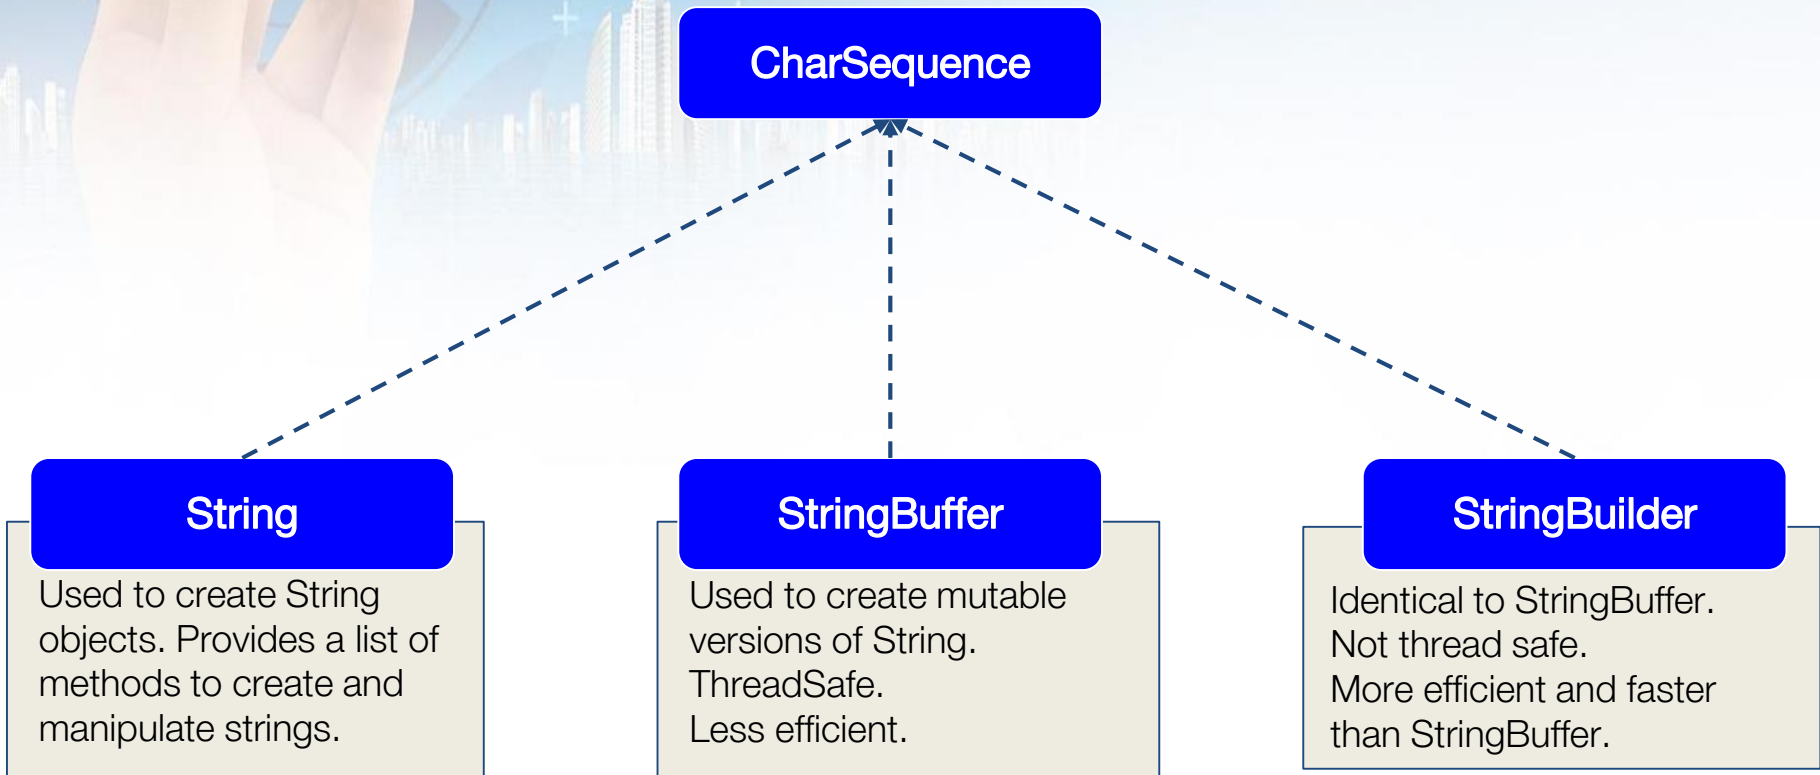 CharSequence
String
Used to create String
objects. Provides a list of
methods to create and
manipulate strings.
StringBuffer
Used to create mutable
versions of String.
ThreadSafe.
Less efficient.
StringBuilder
Identical to StringBuffer.
Not thread safe.
More efficient and faster
than StringBuffer.